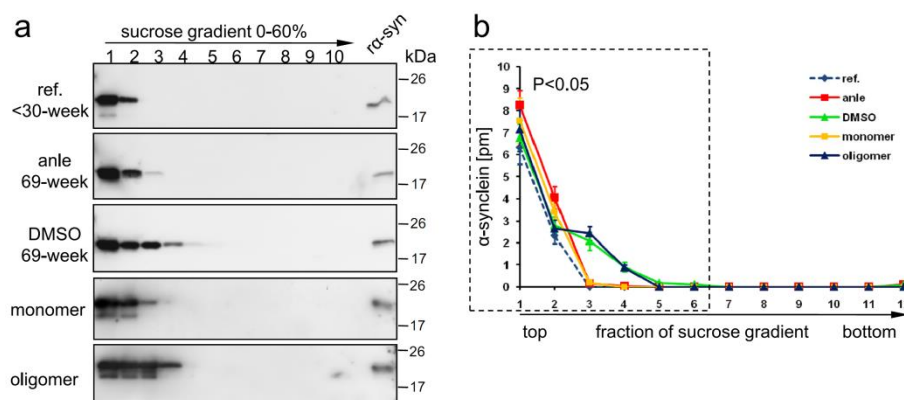 a
sucrose gradient 0-60%
1 2 3 4 5 6 7 8 9 10
rα-syn
kDa
ref.
<30-week
26
17
anle
69-week
26
17
DMSO
69-week
26
17
monomer
26
17
oligomer
26
17
b
P<0.05
α-synclein [pm]
10
9
8
7
6
5
4
3
2
1
0
ref.
anle
DMSO
monomer
oligomer
1 2 3 4 5 6 7 8 9 10 11
top fraction of sucrose gradient bottom